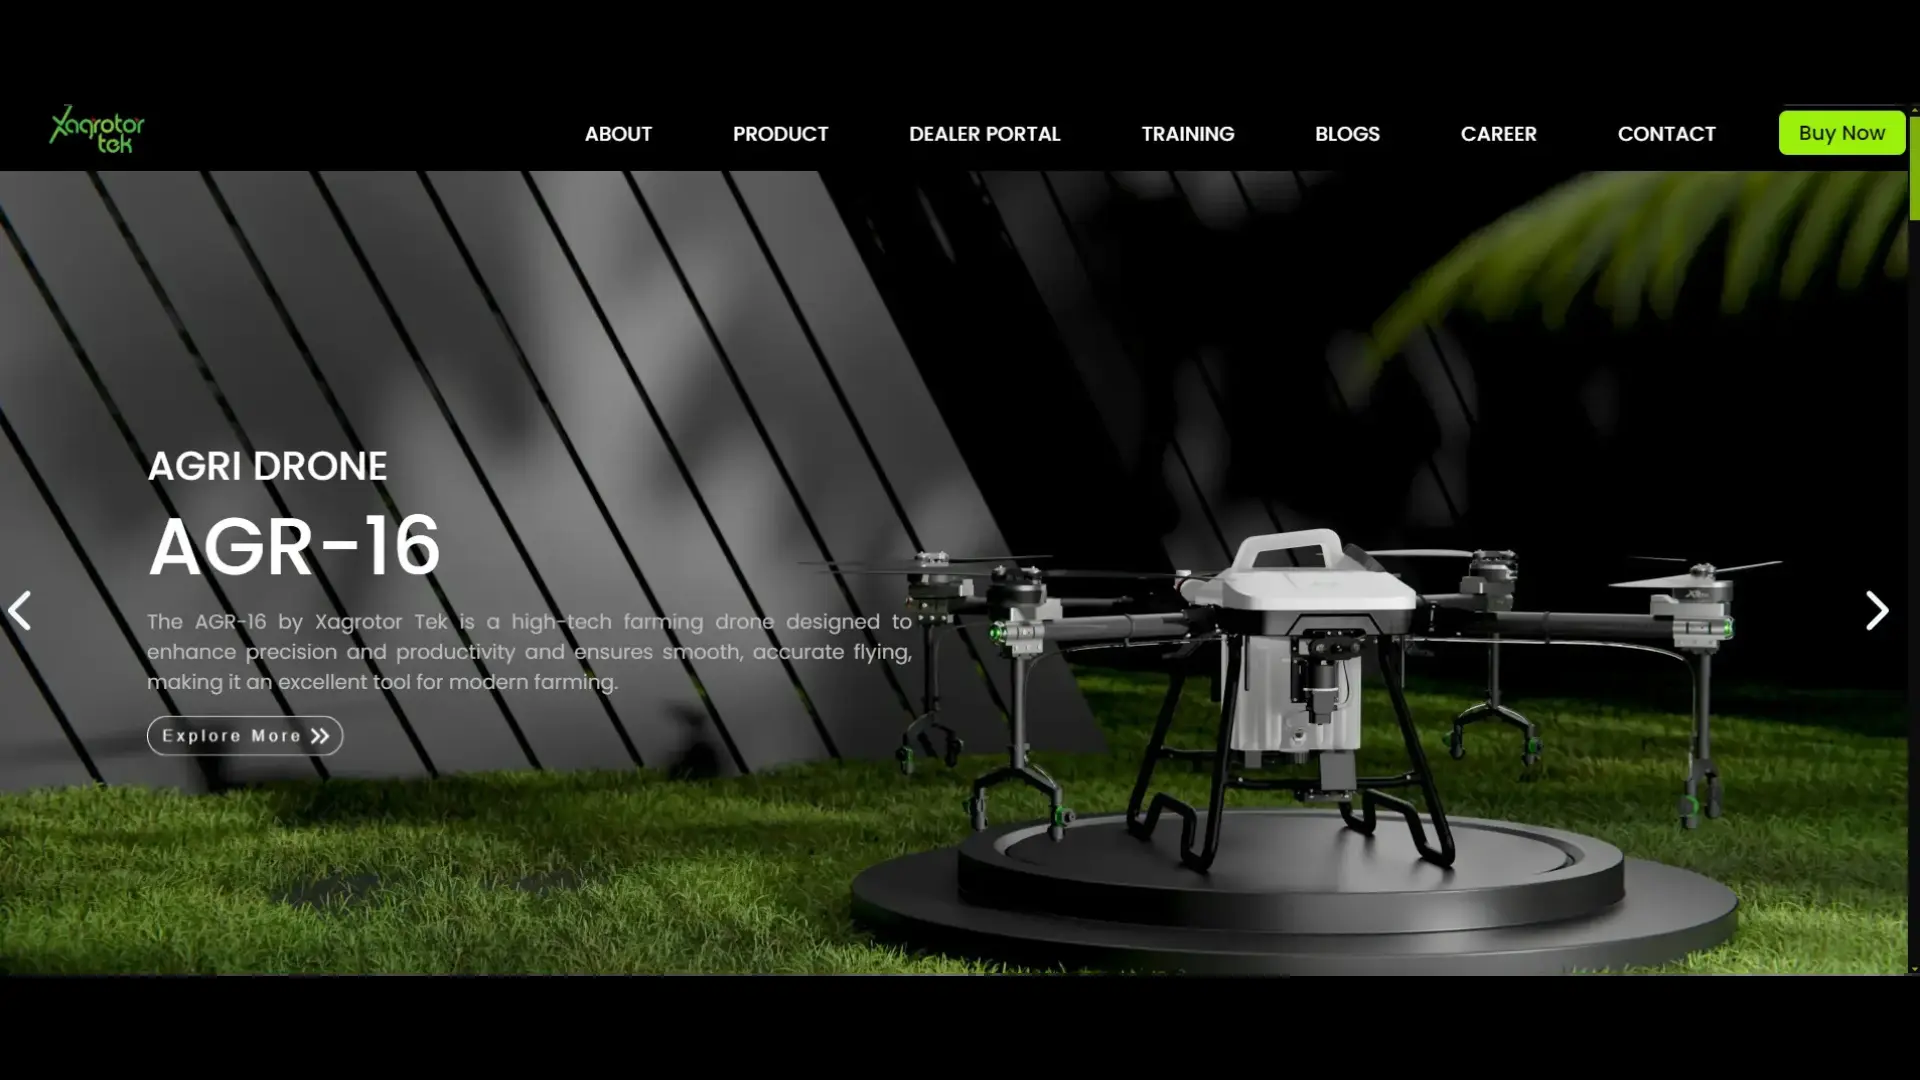 Xagrotor
tek
ABOUT
PRODUCT
DEALER PORTAL
TRAINING
BLOGS
CAREER
CONTACT
Buy Now
AGRI DRONE
AGR-16
The AGR-16 by Xagrotor Tek is a high-tech farming drone designed to
enhance precision and productivity and ensures smooth, accurate flying,
making it an excellent tool for modern farming.
Explore More